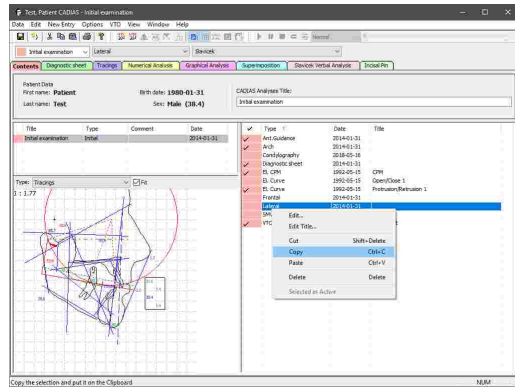 Test, Patient CADIAS - Initial examination
Data Edit New Entry Options VTO View Window Help
Normal
Initial examination Lateral Slavicek
Contents Diagnostic sheet Tracings Numerical Analysis Graphical Analysis Superimposition Slavicek Verbal Analysis Incisal Pin
Patient Data
First name: Patient Birth date: 1980-01-31 CADIAS Analyses Title:
Last name: Test Sex: Male (38.4) Initial examination
Title Type Comment Date
Initial examination Initial 2014-01-31
Type Date Title
Ant.Guidance 2014-01-31
Arch 2014-01-31
Condylography 2018-05-16
Diagnostic sheet 2014-01-31
El. CPM 1992-05-15 CPM
El. Curve 1992-05-15 Open/Close 1
El. Curve 1992-05-15 Protrusion/Retrusion 1
Frontal 2014-01-31
Lateral 2014-01-31
VTO
Type: Tracings Fit
1 : 1.77
Edit...
Edit Title...
Cut Shift+Delete
Copy Ctrl+C
Paste Ctrl+V
Delete Delete
Selected as Active
Copy the selection and put it on the Clipboard NUM